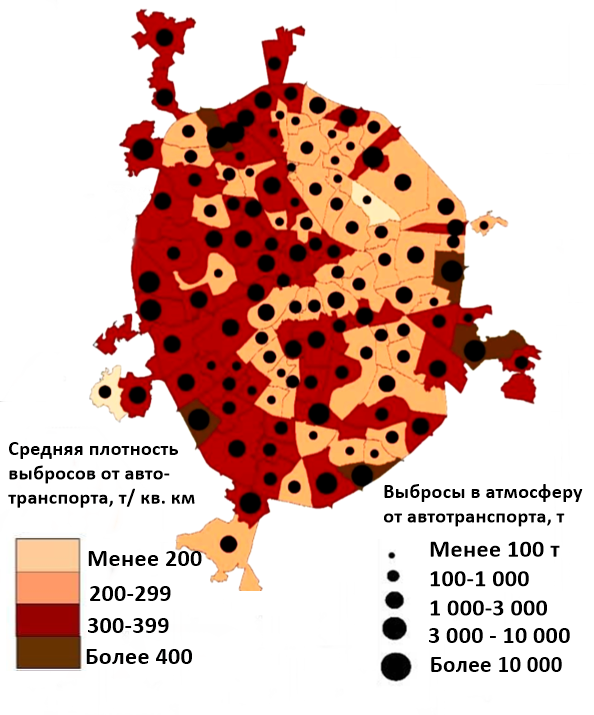 Средняя плотность
выбросов от авто-
транспорта, т/ кв. км
Менее 200
200-299
300-399
Более 400
Выбросы в атмосферу
от автотранспорта, т
Менее 100 т
100-1 000
1 000-3 000
3 000 - 10 000
Более 10 000